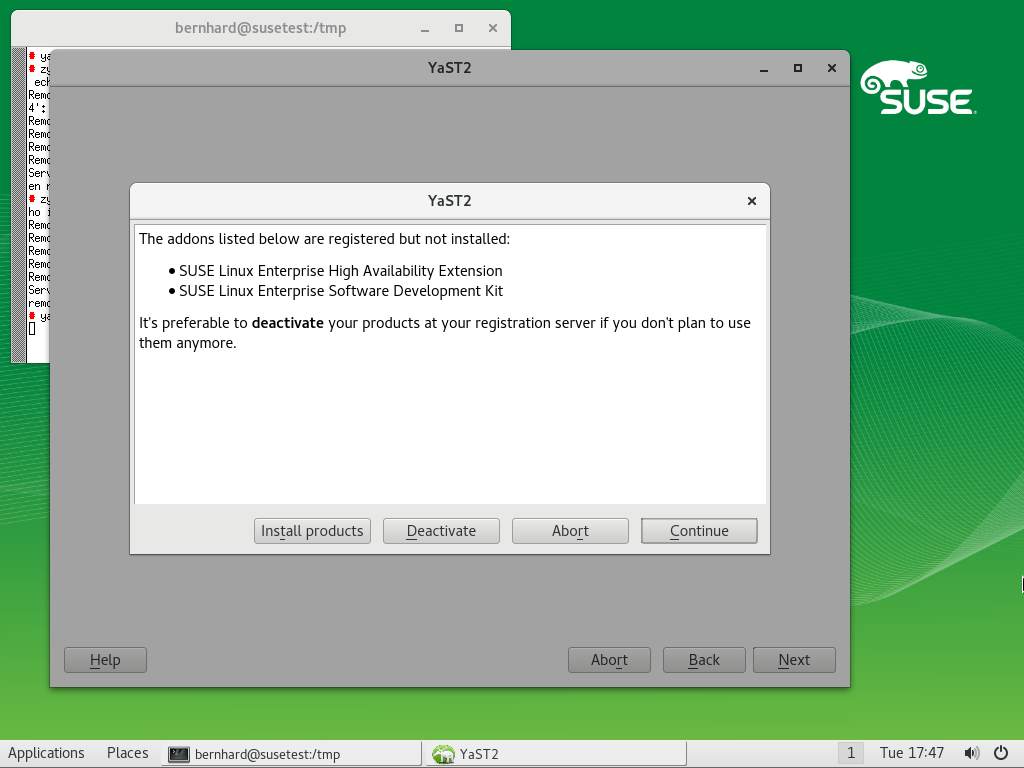 bernhard@susetest:/tmp
YaST2
SUSE
ech
Remo
4':
Remo
Remo
Remo
Remo
Serv
en r
ho i
Remo
Remo
Remo
Remo
Remo
Serv
remo
YaST2
The addons listed below are registered but not installed:
SUSE Linux Enterprise High Availability Extension
SUSE Linux Enterprise Software Development Kit
It's preferable to deactivate your products at your registration server if you don't plan to use
them anymore.
Install products Deactivate Abort Continue
Help Abort Back Next
Applications Places bernhard@susetest:/tmp YaST2 1 Tue 17:47